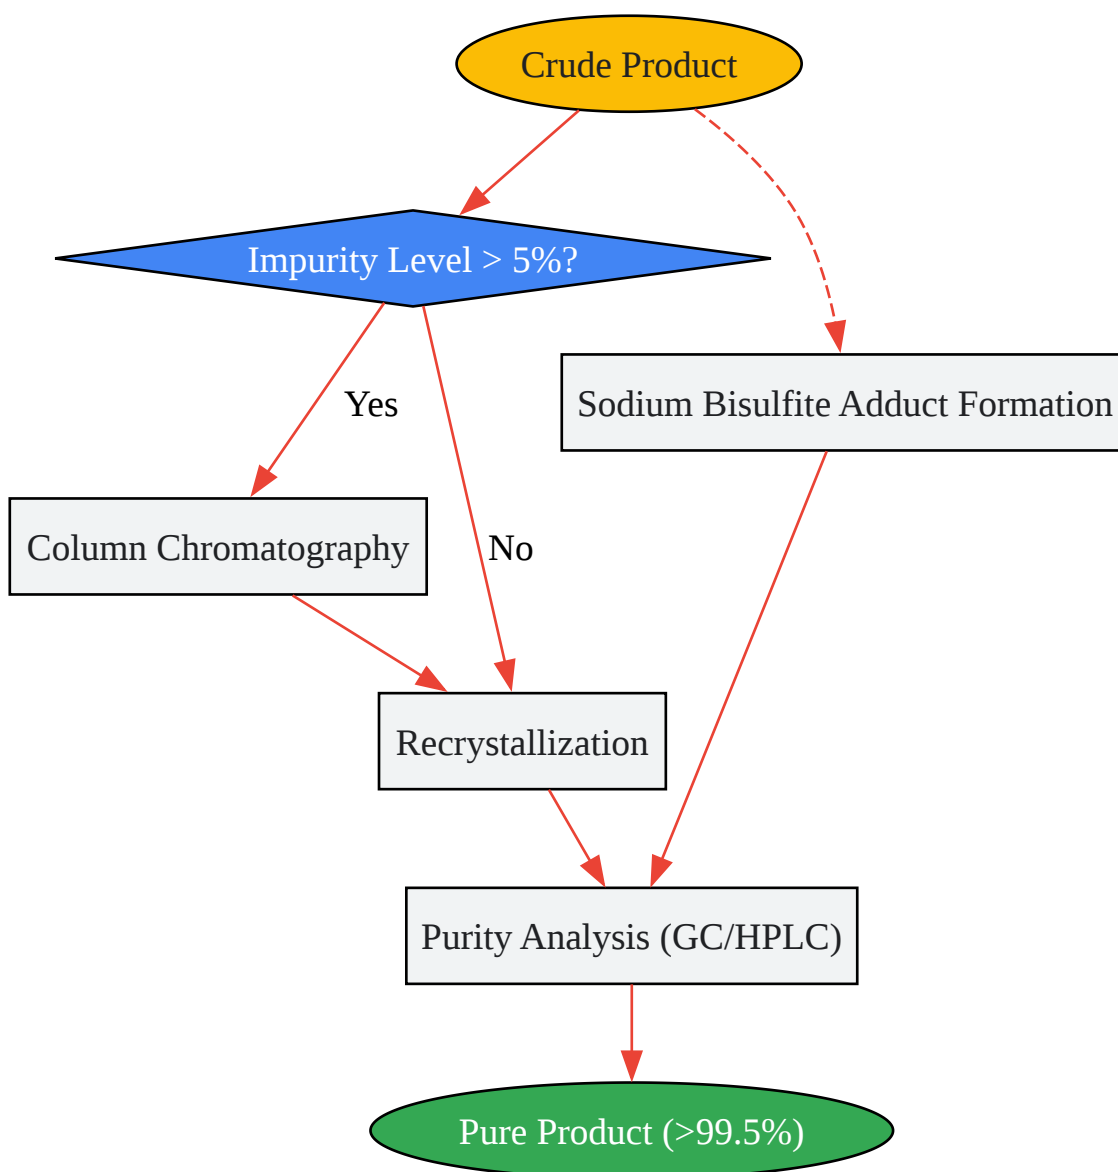 Crude Product
Impurity Level > 5%?
Yes
Sodium Bisulfite Adduct Formation
Column Chromatography
No
Recrystallization
Purity Analysis (GC/HPLC)
Pure Product (>99.5%)